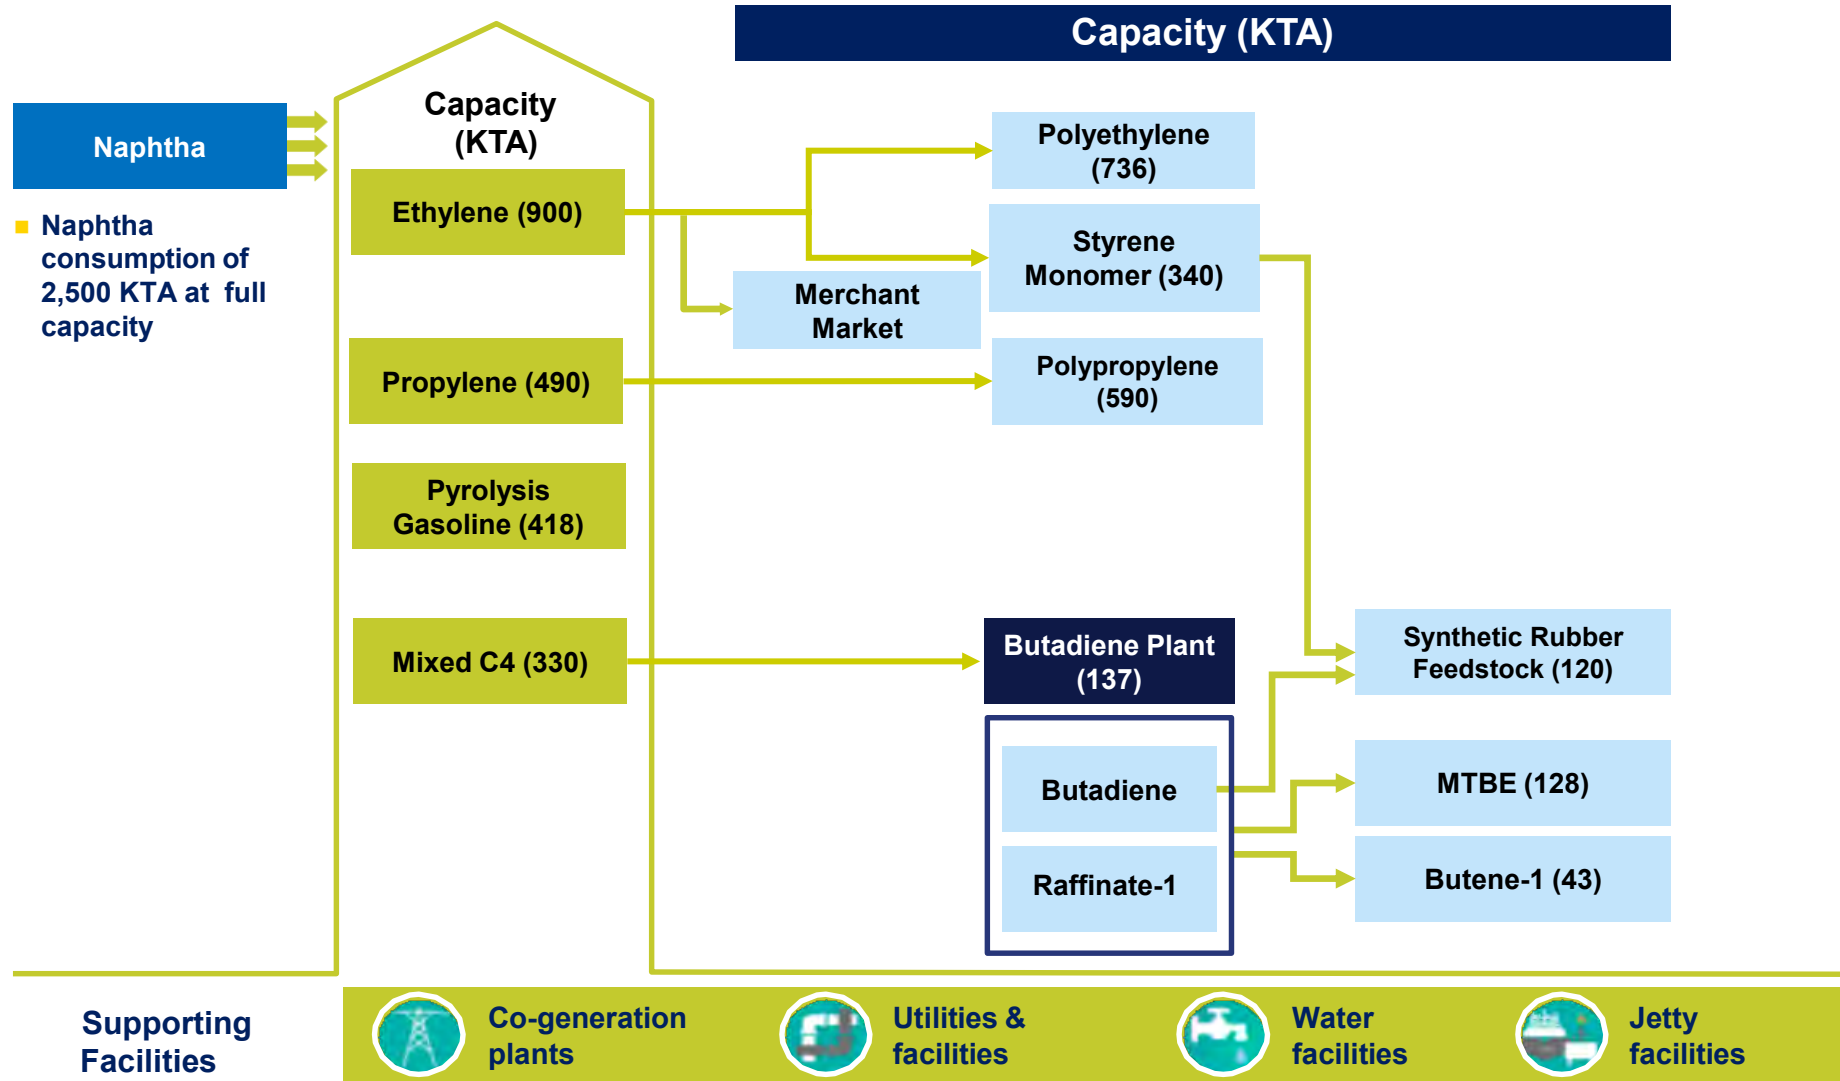 Capacity (KTA)
Naphtha
Naphtha
consumption of
2,500 KTA at full
capacity
Capacity
(KTA)
Ethylene (900)
Propylene (490)
Pyrolysis
Gasoline (418)
Mixed C4 (330)
Merchant
Market
Polyethylene
(736)
Styrene
Monomer (340)
Polypropylene
(590)
Butadiene Plant
(137)
Butadiene
Raffinate-1
Synthetic Rubber
Feedstock (120)
MTBE (128)
Butene-1 (43)
Supporting
Facilities
Co-generation
plants
Utilities &
facilities
Water
facilities
Jetty
facilities